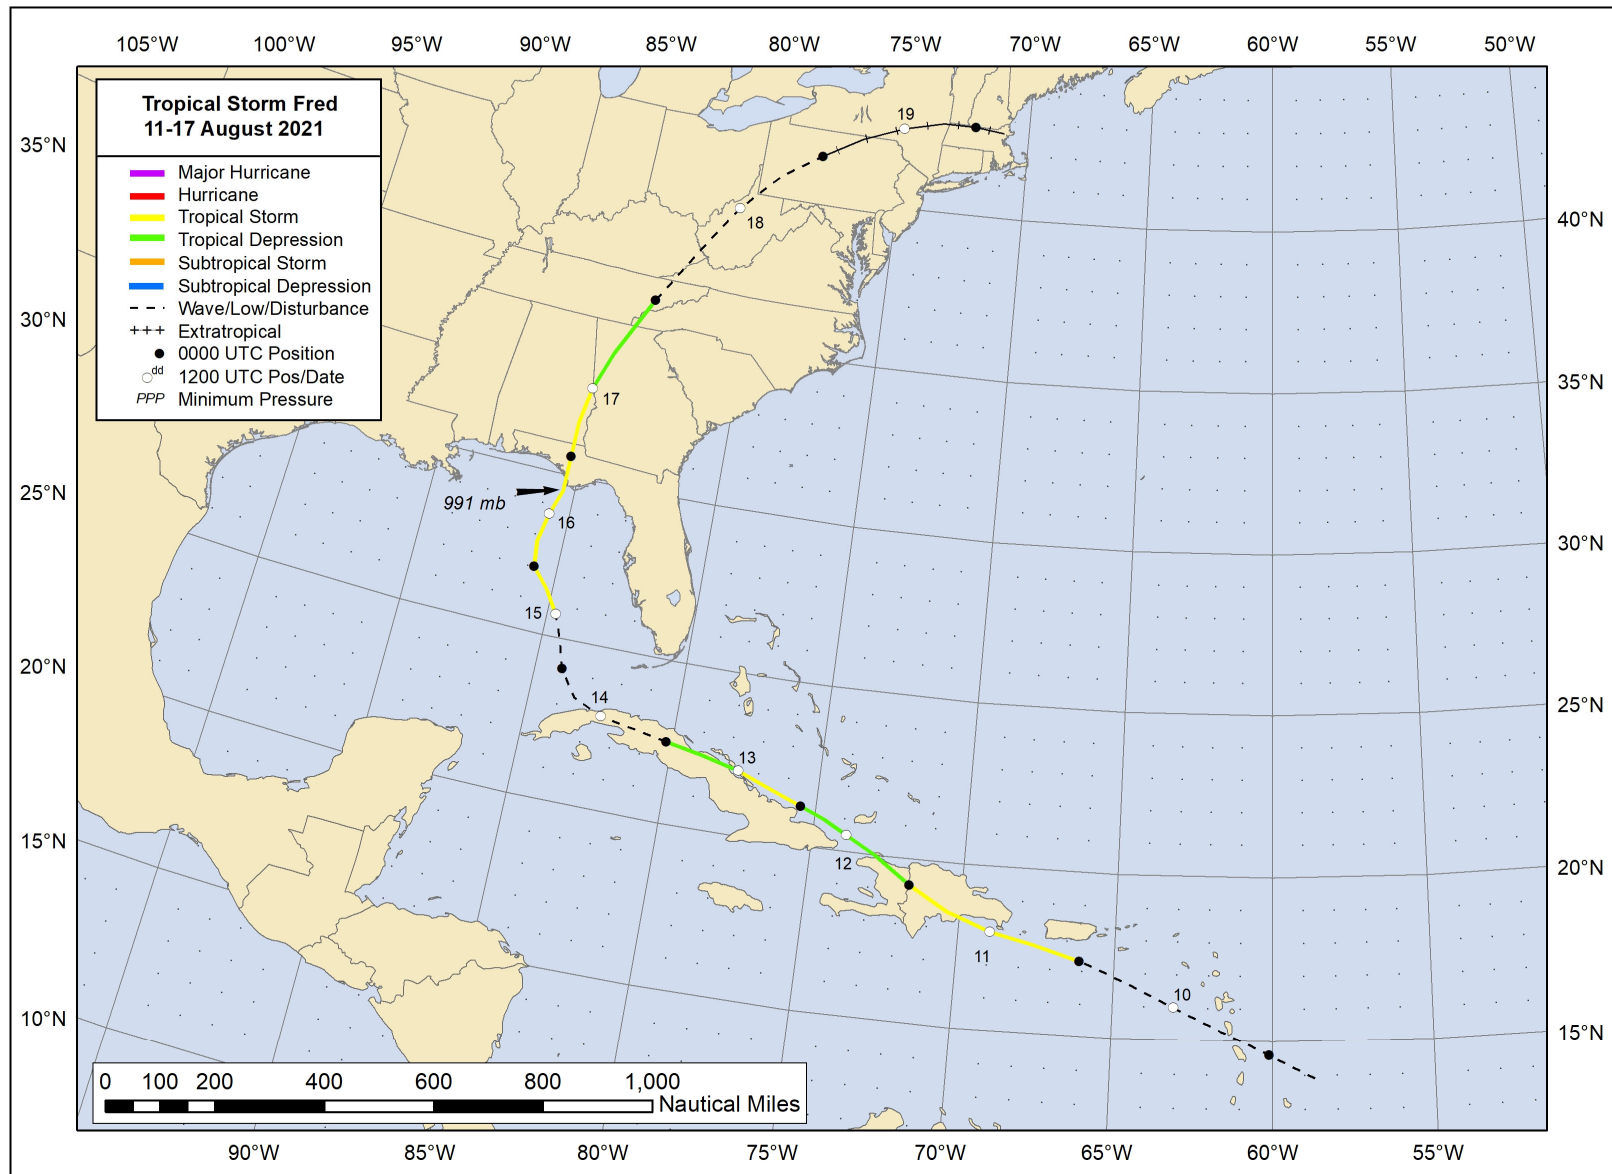 105°W 100°W 95°W 90°W 85°W 80°W 75°W 70°W 65°W 60°W 55°W 50°W
Tropical Storm Fred
11-17 August 2021
Major Hurricane
Hurricane
Tropical Storm
Tropical Depression
Subtropical Storm
Subtropical Depression
Wave/Low/Disturbance
+++ Extratropical
0000 UTC Position
dd 1200 UTC Pos/Date
PPP Minimum Pressure
35°N
30°N
25°N
20°N
15°N
10°N
40°N
35°N
30°N
25°N
20°N
15°N
19
18
17
991 mb
16
15
14
13
12
11
10
0 100 200 400 600 800 1,000
Nautical Miles
90°W 85°W 80°W 75°W 70°W 65°W 60°W 55°W